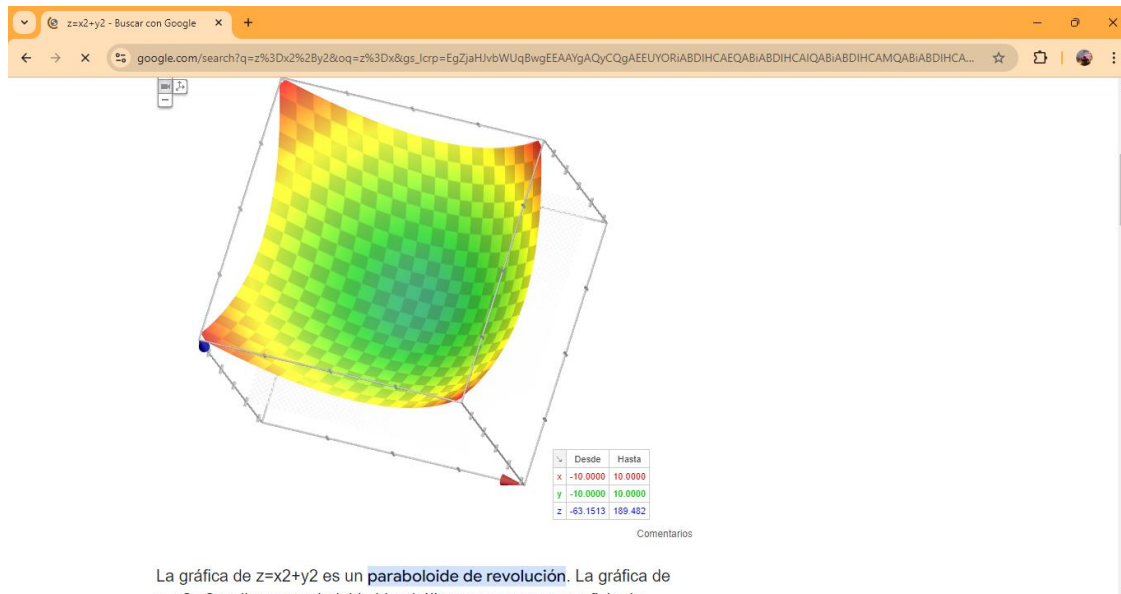 z=x2+y2 - Buscar con Google
google.com/search?q=z%3Dx2%2By2&oq=z%3Dx&gs_lcrp=EgZjaHJvbWUqBwgEEAAYgAQyCQgAEEUYORiABDIHCAEQABiABDIHCAIQABiABDIHCAMQABiABDIHCA...
Desde Hasta
x -10.0000 10.0000
y -10.0000 10.0000
z -63.1513 189.482
Comentarios
La gráfica de z=x2+y2 es un paraboloide de revolución. La gráfica de